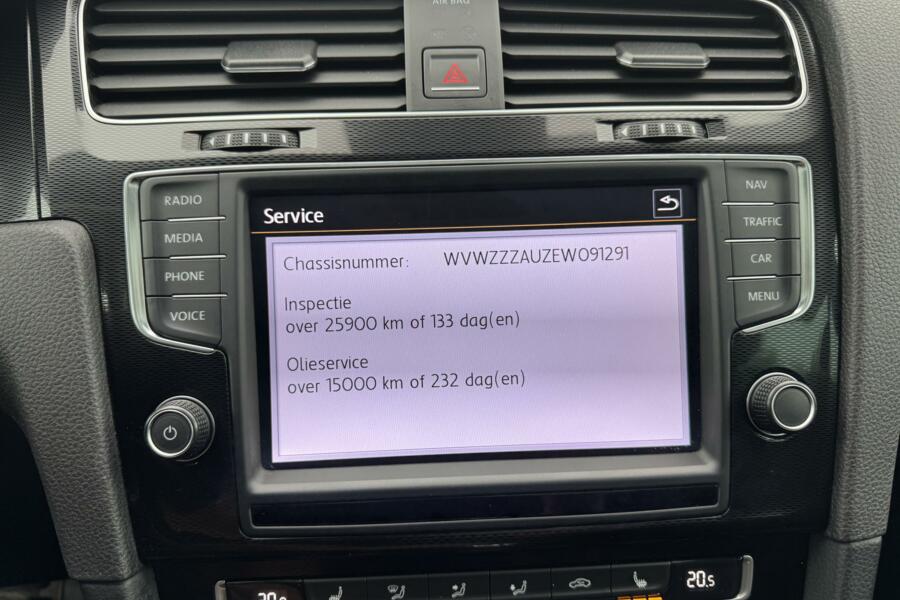 AIR BAG
RADIO
MEDIA
PHONE
VOICE
NAV
TRAFFIC
CAR
MENU
Service
Chassisnummer: WVWZZZAUZEW091291
Inspectie
over 25900 km of 133 dag(en)
Olieservice
over 15000 km of 232 dag(en)
20.5